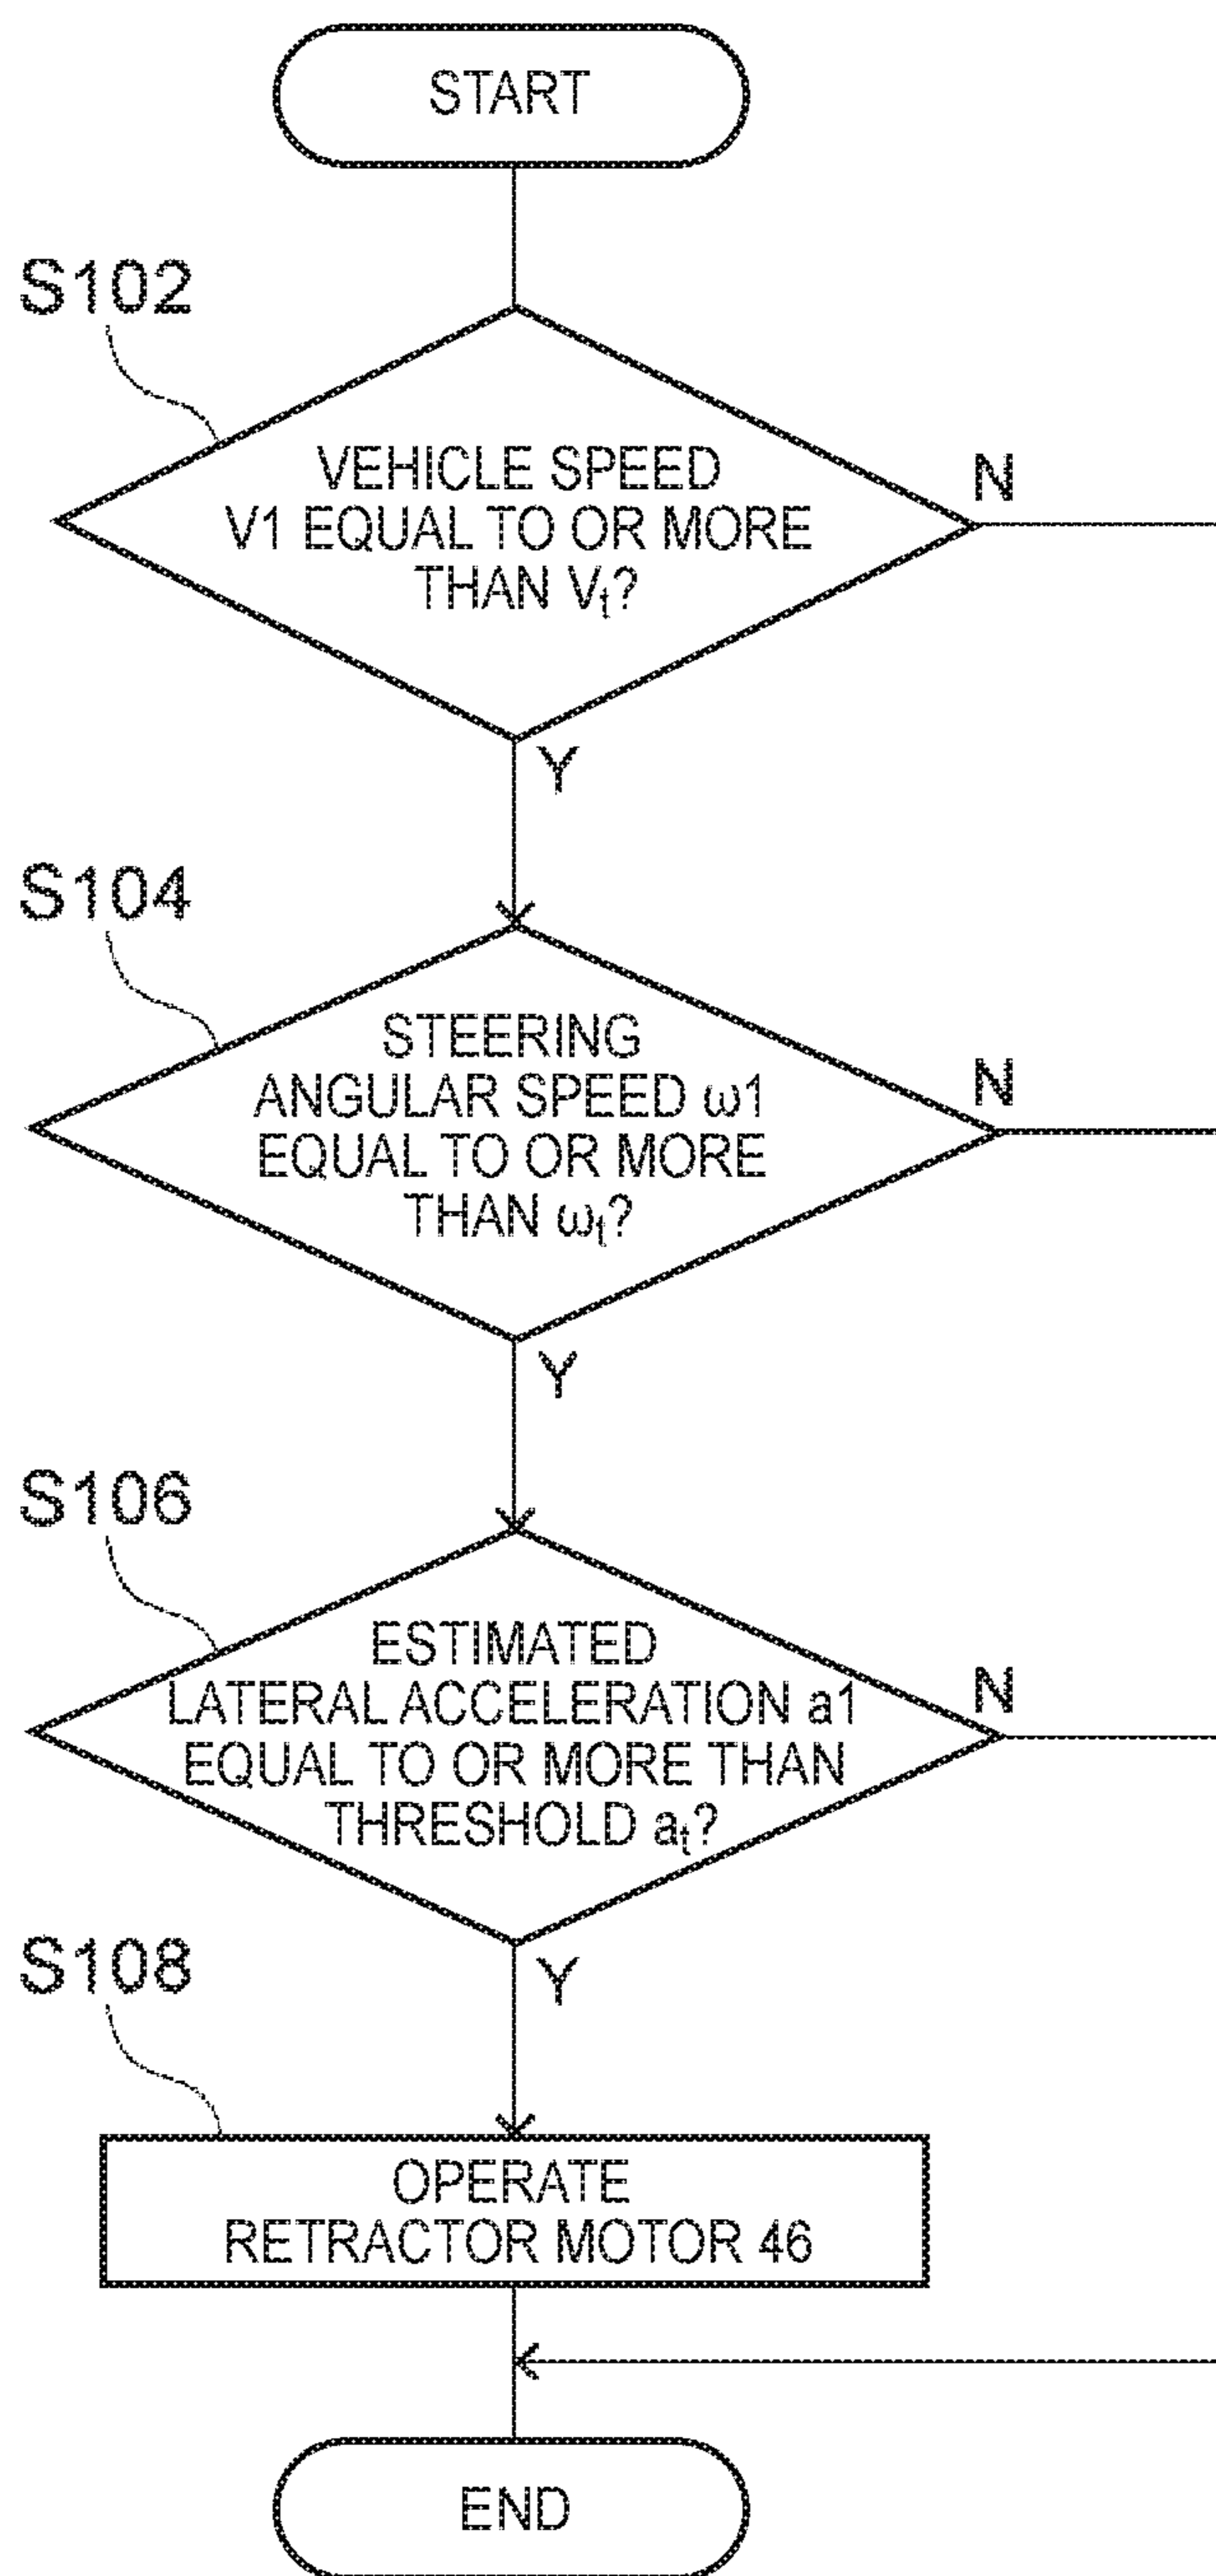 START
S102
VEHICLE SPEED
V1 EQUAL TO OR MORE
THAN Vt?
N
Y
S104
STEERING
ANGULAR SPEED ω1
EQUAL TO OR MORE
THAN ωt?
N
Y
S106
ESTIMATED
LATERAL ACCELERATION a1
EQUAL TO OR MORE THAN
THRESHOLD at?
N
Y
S108
OPERATE
RETRACTOR MOTOR 46
END